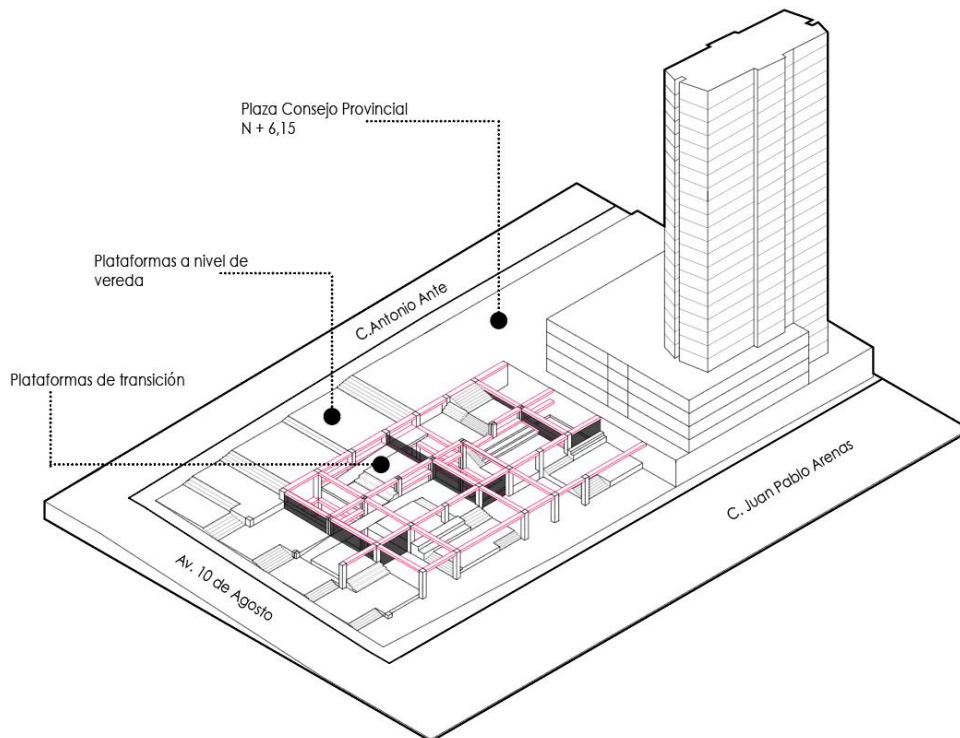 Plaza Consejo Provincial
N + 6,15
Plataformas a nivel de
vereda
C.Antonio Ante
Plataformas de transición
C. Juan Pablo Arenas
Av. 10 de Agosto